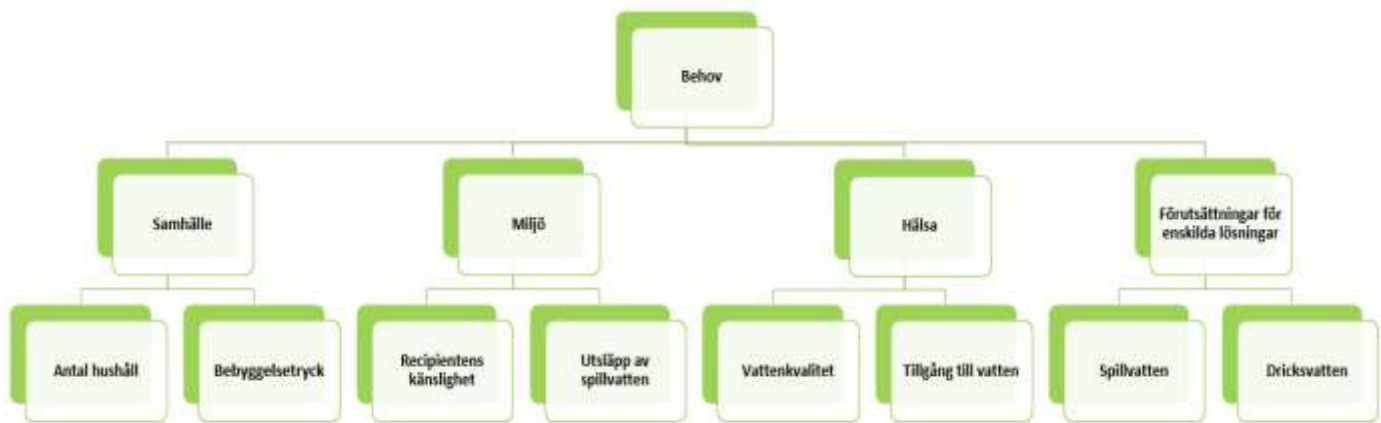 Behov
Samhälle
Miljö
Hälsa
Förutsättningar för
enskilda lösningar
Antal hushåll
Bebyggelsetryck
Recipientens
känslighet
Utsläpp av
spillvatten
Vattenkvalitet
Tillgång till vatten
Spillvatten
Dricksvatten